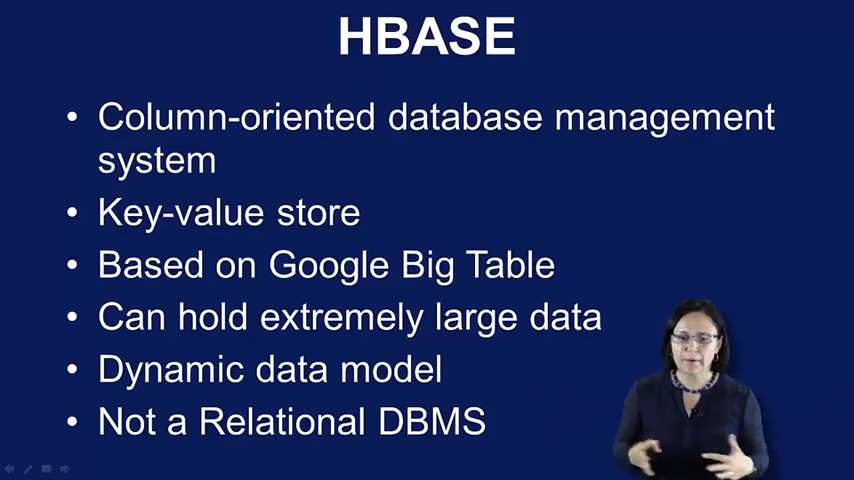 HBASE
• Column-oriented database management
system
• Key-value store
• Based on Google Big Table
• Can hold extremely large data
• Dynamic data model
• Not a Relational DBMS